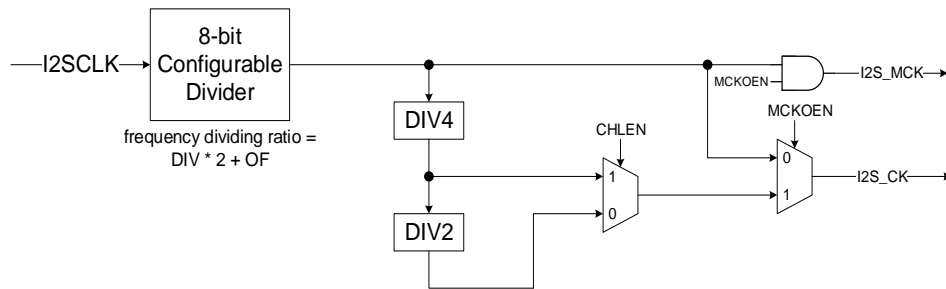 8-bit
Configurable
Divider
I2SCLK
frequency dividing ratio =
DIV * 2 + OF
MCKOEN
I2S_MCK
DIV4
CHLEN
MCKOEN
0
I2S_CK
1
1
0
DIV2